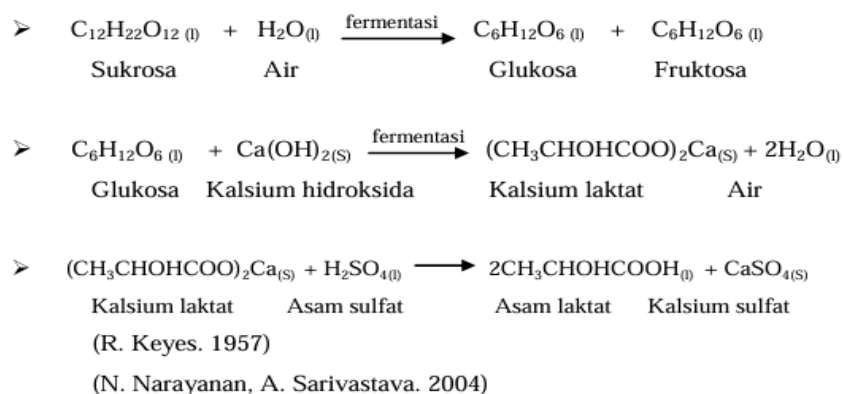 ➢ C₁₂H₂₂O₁₂ (l) + H₂O(l) fermentasi C₆H₁₂O₆ (l) + C₆H₁₂O₆ (l)
Sukrosa Air Glukosa Fruktosa
➢ C₆H₁₂O₆ (l) + Ca(OH)₂(S) fermentasi (CH₃CHOHCOO)₂Ca(S) + 2H₂O(l)
Glukosa Kalsium hidroksida Kalsium laktat Air
➢ (CH₃CHOHCOO)₂Ca(S) + H₂SO₄(l) → 2CH₃CHOHCOOH(l) + CaSO₄(S)
Kalsium laktat Asam sulfat Asam laktat Kalsium sulfat
(R. Keyes. 1957)
(N. Narayanan, A. Sarivastava. 2004)